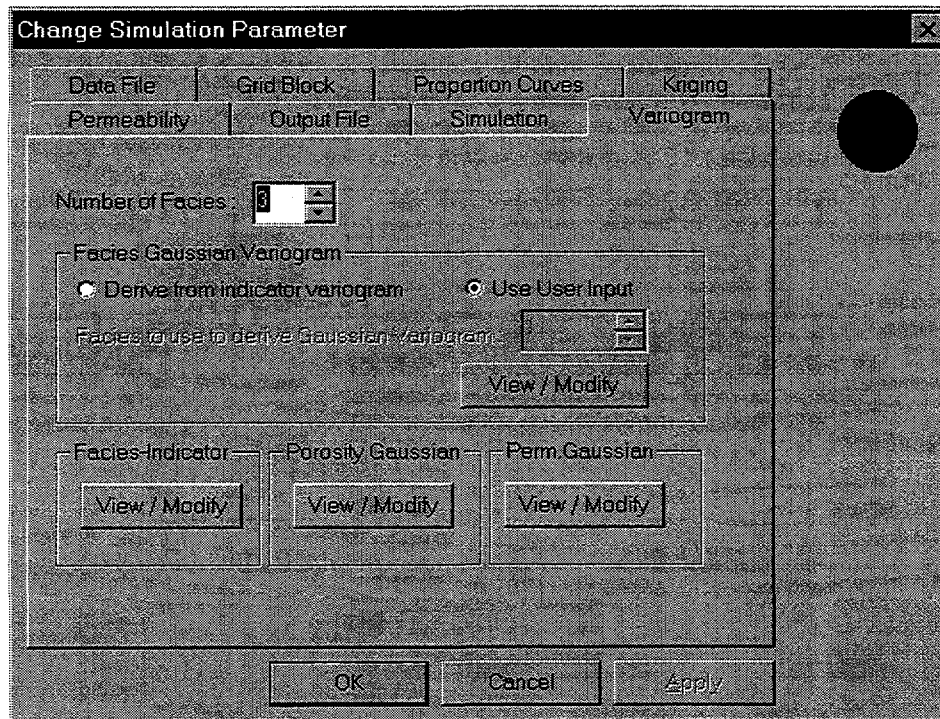 Change Simulation Parameter
Data File Grid Block Proportion Curves Kriging
Permeability Output File Simulation Variogram
Number of Facies : 3
Facies Gaussian Variogram
Derive from indicator variogram Use User Input
Facies to use to derive Gaussian Variogram :
View / Modify
Facies-Indicator Porosity Gaussian Perm.Gaussian
View / Modify View / Modify View / Modify
OK Cancel Apply